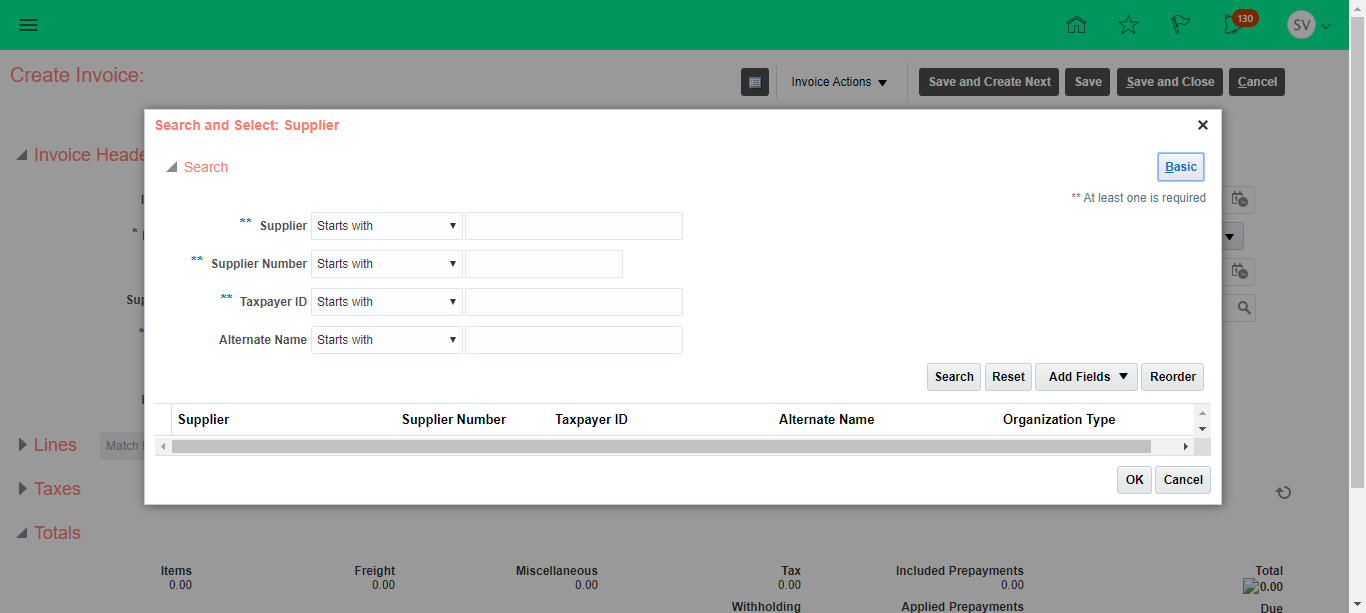 130
SV
Create Invoice:
Invoice Actions
Save and Create Next
Save
Save and Close
Cancel
Search and Select: Supplier
Invoice Heade
Search
Basic
** At least one is required
** Supplier Starts with
*
** Supplier Number Starts with
** Taxpayer ID Starts with
Sup
Alternate Name Starts with
*
Search
Reset
Add Fields
Reorder
Supplier
Supplier Number
Taxpayer ID
Alternate Name
Organization Type
Lines
Match
OK
Cancel
Taxes
Totals
Items Freight Miscellaneous Tax Included Prepayments Total
0.00 0.00 0.00 0.00 0.00 0.00
Withholding Applied Prepayments Due